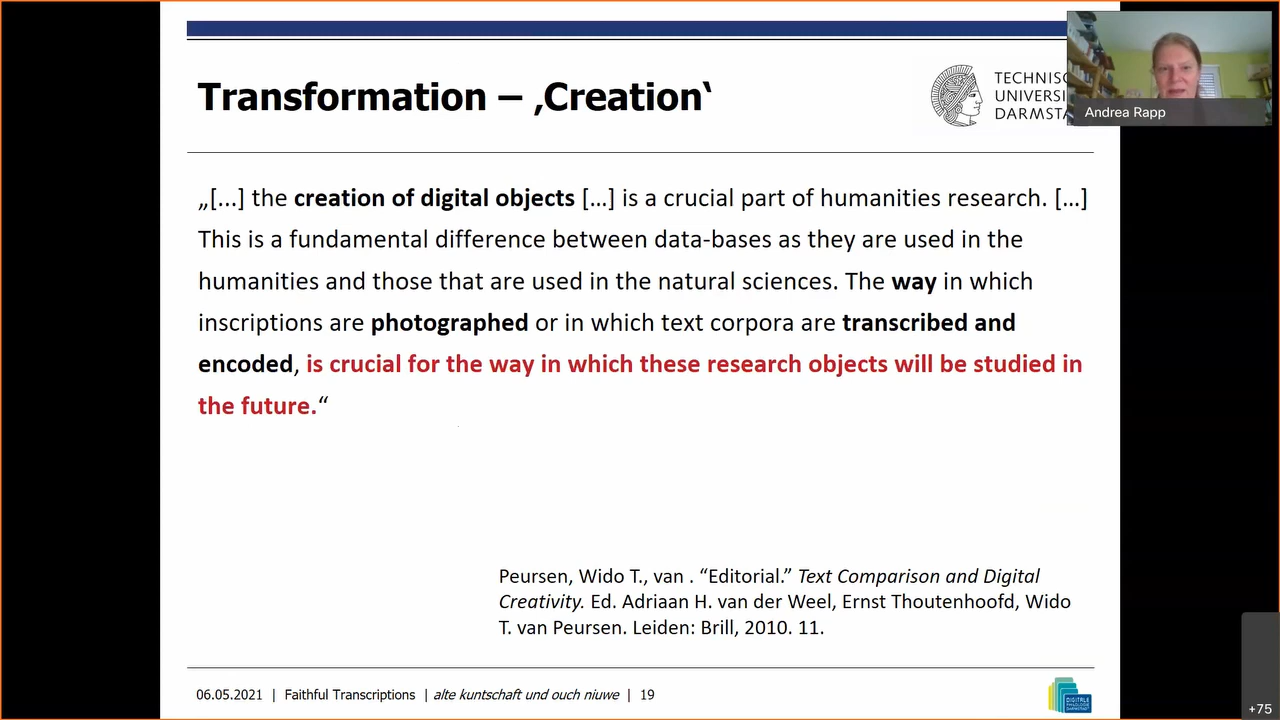 Transformation – ‚Creation‘
TECHNISC
UNIVERSI
DARMSTA
Andrea Rapp
„[...] the creation of digital objects […] is a crucial part of humanities research. […]
This is a fundamental difference between data-bases as they are used in the
humanities and those that are used in the natural sciences. The way in which
inscriptions are photographed or in which text corpora are transcribed and
encoded, is crucial for the way in which these research objects will be studied in
the future.“
Peursen, Wido T., van . “Editorial.” Text Comparison and Digital
Creativity. Ed. Adriaan H. van der Weel, Ernst Thoutenhoofd, Wido
T. van Peursen. Leiden: Brill, 2010. 11.
06.05.2021 | Faithful Transcriptions | alte kuntschaft und ouch niuwe | 19
DIGITALE
PHILOLOGIE
DARMSTADT
+75